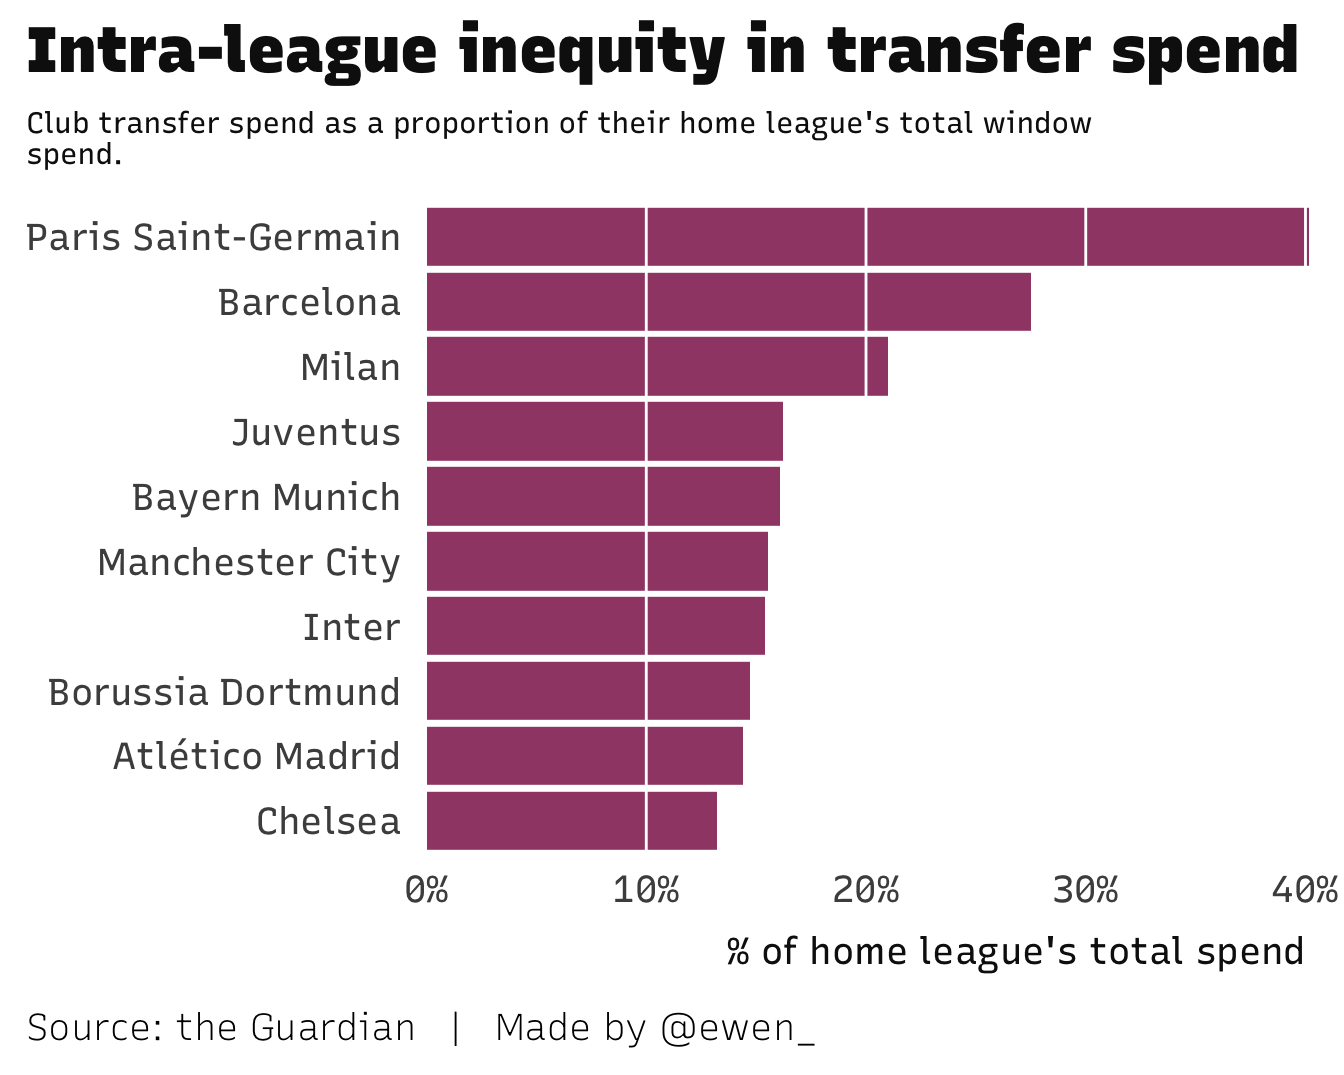 Intra-league inequity in transfer spend
Club transfer spend as a proportion of their home league's total window
spend.
Paris Saint-Germain
Barcelona
Milan
Juventus
Bayern Munich
Manchester City
Inter
Borussia Dortmund
Atlético Madrid
Chelsea
0% 10% 20% 30% 40%
% of home league's total spend
Source: the Guardian | Made by @ewen_